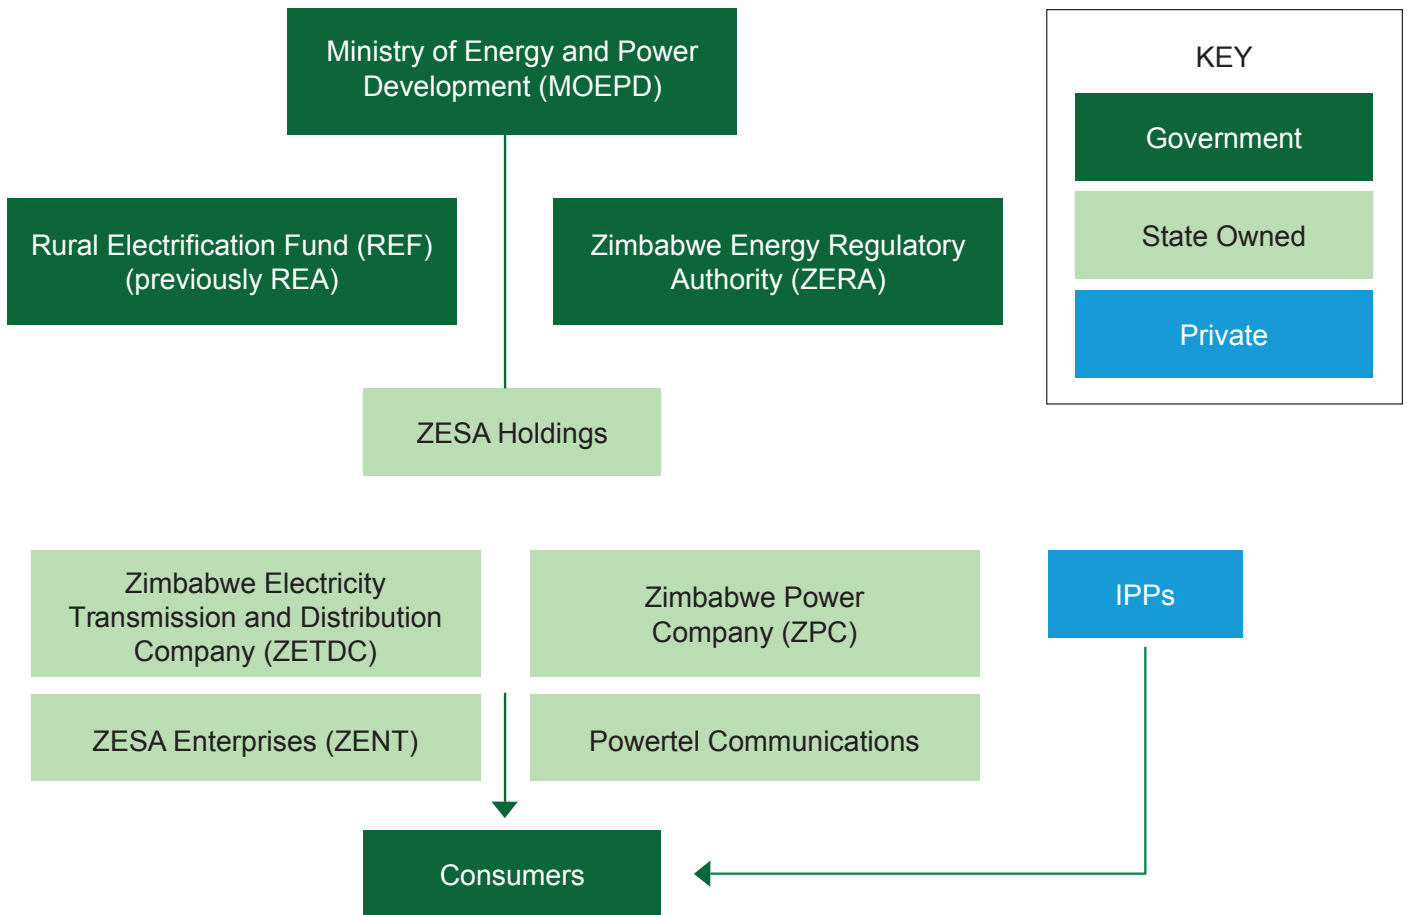 Ministry of Energy and Power
Development (MOEPD)
KEY
Government
State Owned
Private
Rural Electrification Fund (REF)
(previously REA)
Zimbabwe Energy Regulatory
Authority (ZERA)
ZESA Holdings
Zimbabwe Electricity
Transmission and Distribution
Company (ZETDC)
Zimbabwe Power
Company (ZPC)
IPPs
ZESA Enterprises (ZENT)
Powertel Communications
Consumers